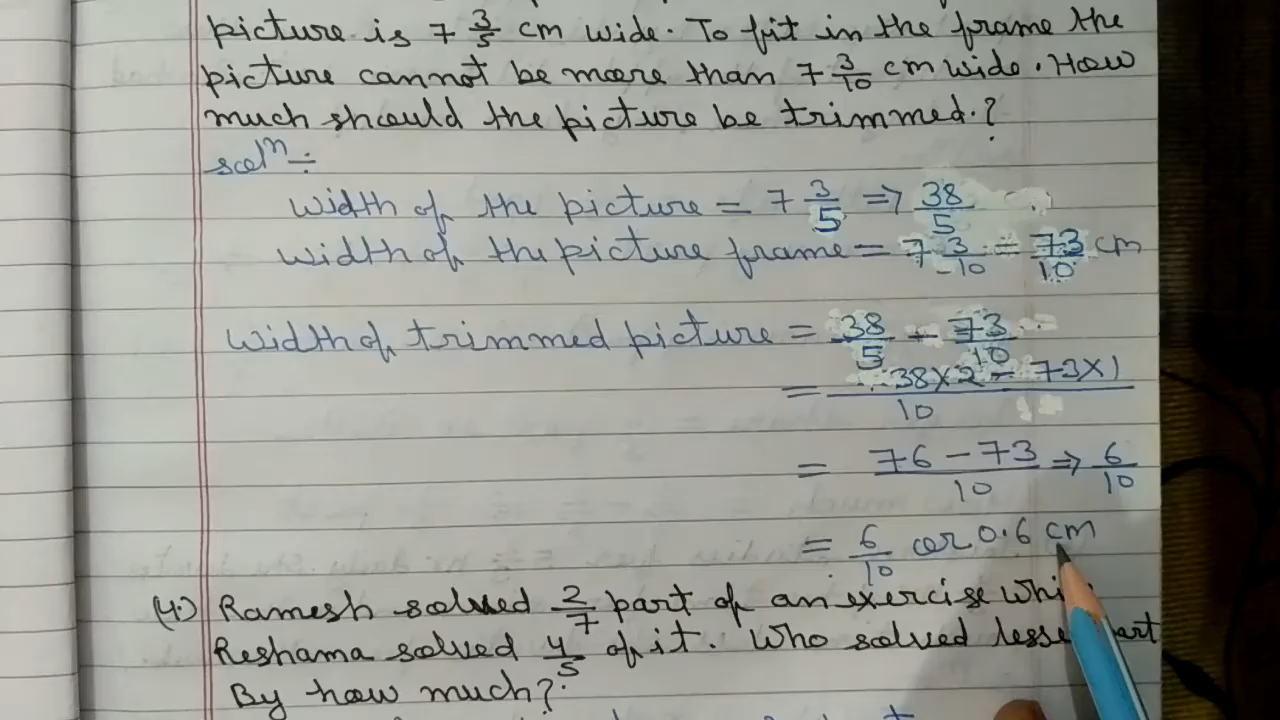 picture is 7 3/5 cm wide. To fit in the frame the
picture cannot be more than 7 3/10 cm wide. How
much should the picture be trimmed.?
solⁿ ÷
Width of the picture = 7 3/5 ⇒ 38/5
Width of the picture frame = 7 3/10 = 73/10 cm
Width of trimmed picture = 38/5 - 73/10
= 38×2 - 73×1 / 10
= 76 - 73 / 10 ⇒ 6/10
= 6/10 or 0.6 cm
(4.) Ramesh solved 2/7 part of an exercise
Reshama solved 4/5 of it. Who solved
By how much?